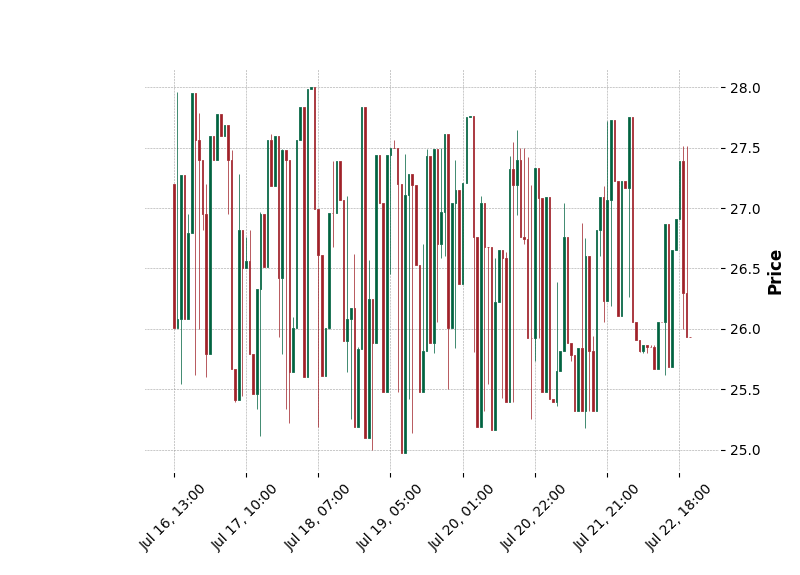 28.0
27.5
27.0
26.5
26.0
25.5
25.0
Price
Jul 16, 13:00
Jul 17, 10:00
Jul 18, 07:00
Jul 19, 05:00
Jul 20, 01:00
Jul 20, 22:00
Jul 21, 21:00
Jul 22, 18:00